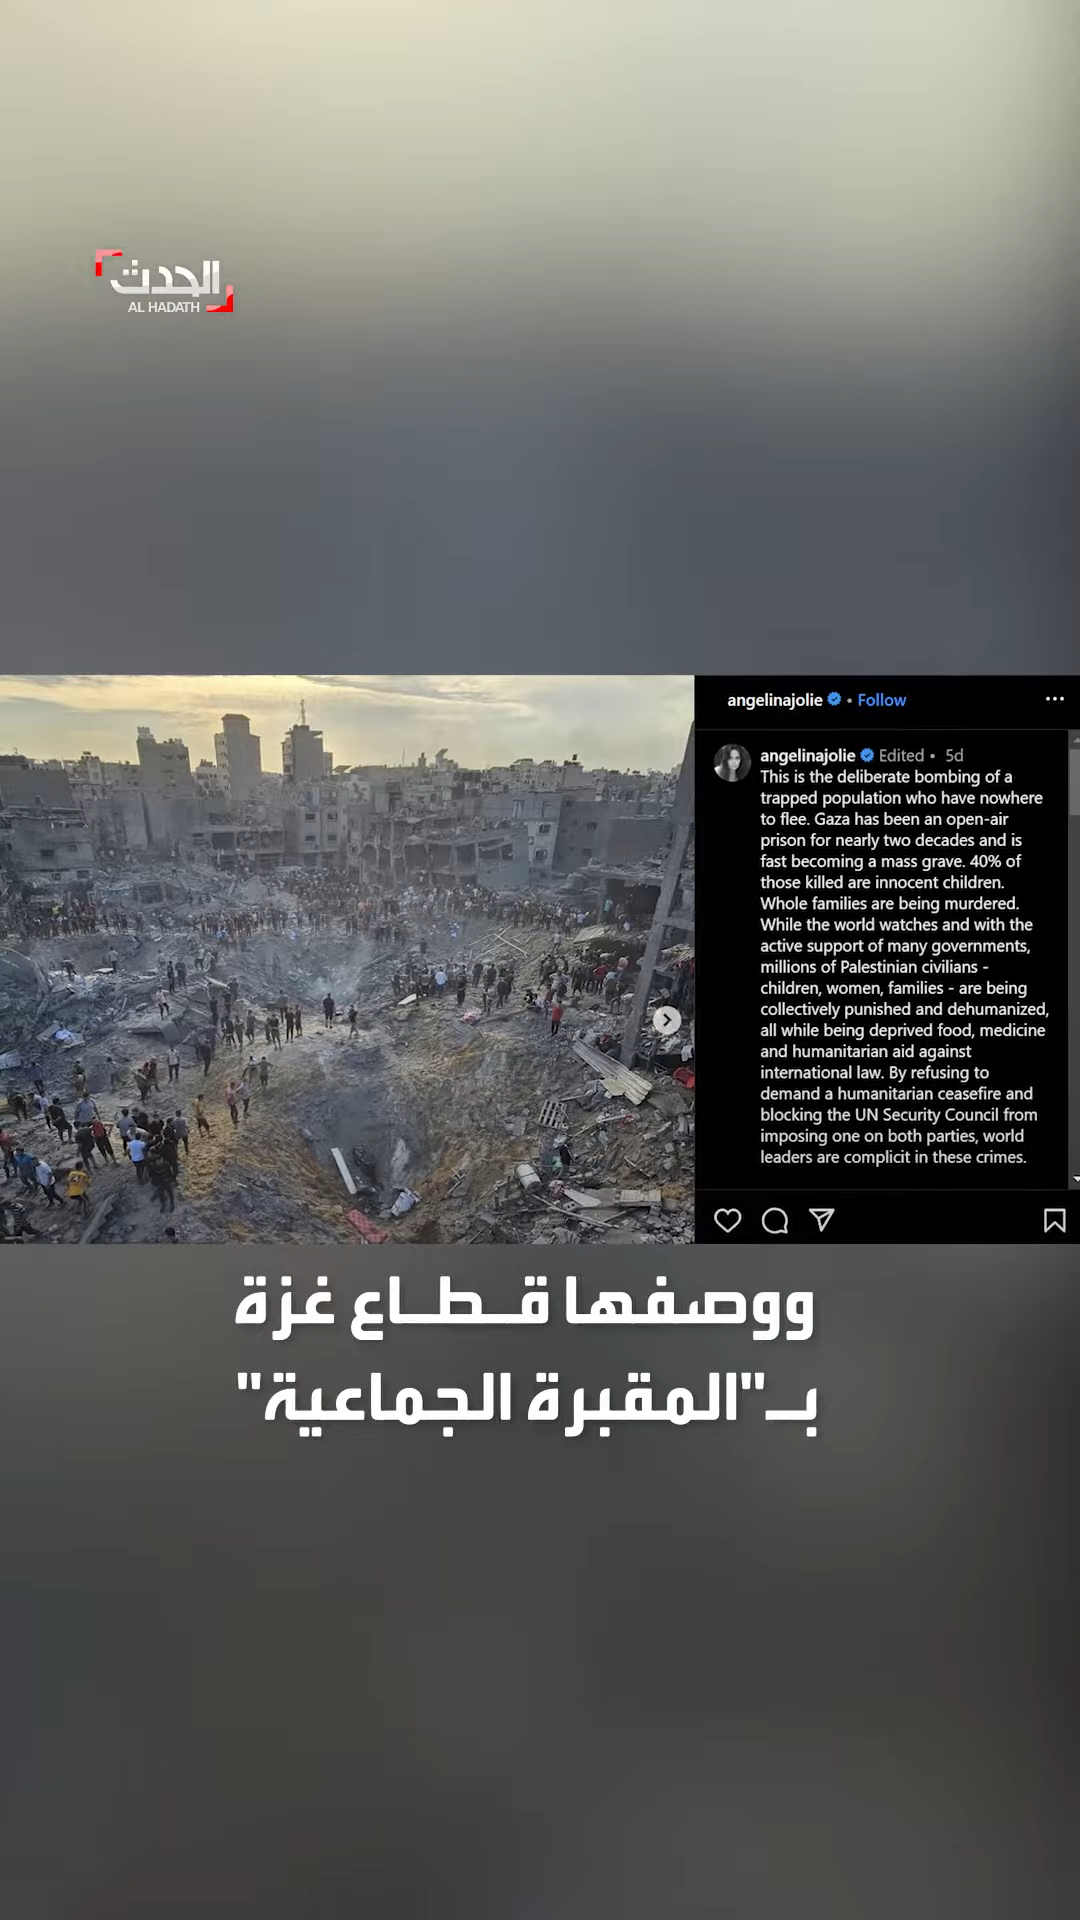 الحدث
AL HADATH
angelinajolie • Follow
angelinajolie Edited • 5d
This is the deliberate bombing of a
trapped population who have nowhere
to flee. Gaza has been an open-air
prison for nearly two decades and is
fast becoming a mass grave. 40% of
those killed are innocent children.
Whole families are being murdered.
While the world watches and with the
active support of many governments,
millions of Palestinian civilians -
children, women, families - are being
collectively punished and dehumanized,
all while being deprived food, medicine
and humanitarian aid against
international law. By refusing to
demand a humanitarian ceasefire and
blocking the UN Security Council from
imposing one on both parties, world
leaders are complicit in these crimes.
ووصفها قــطــاع غزة
بــ"المقبرة الجماعية"